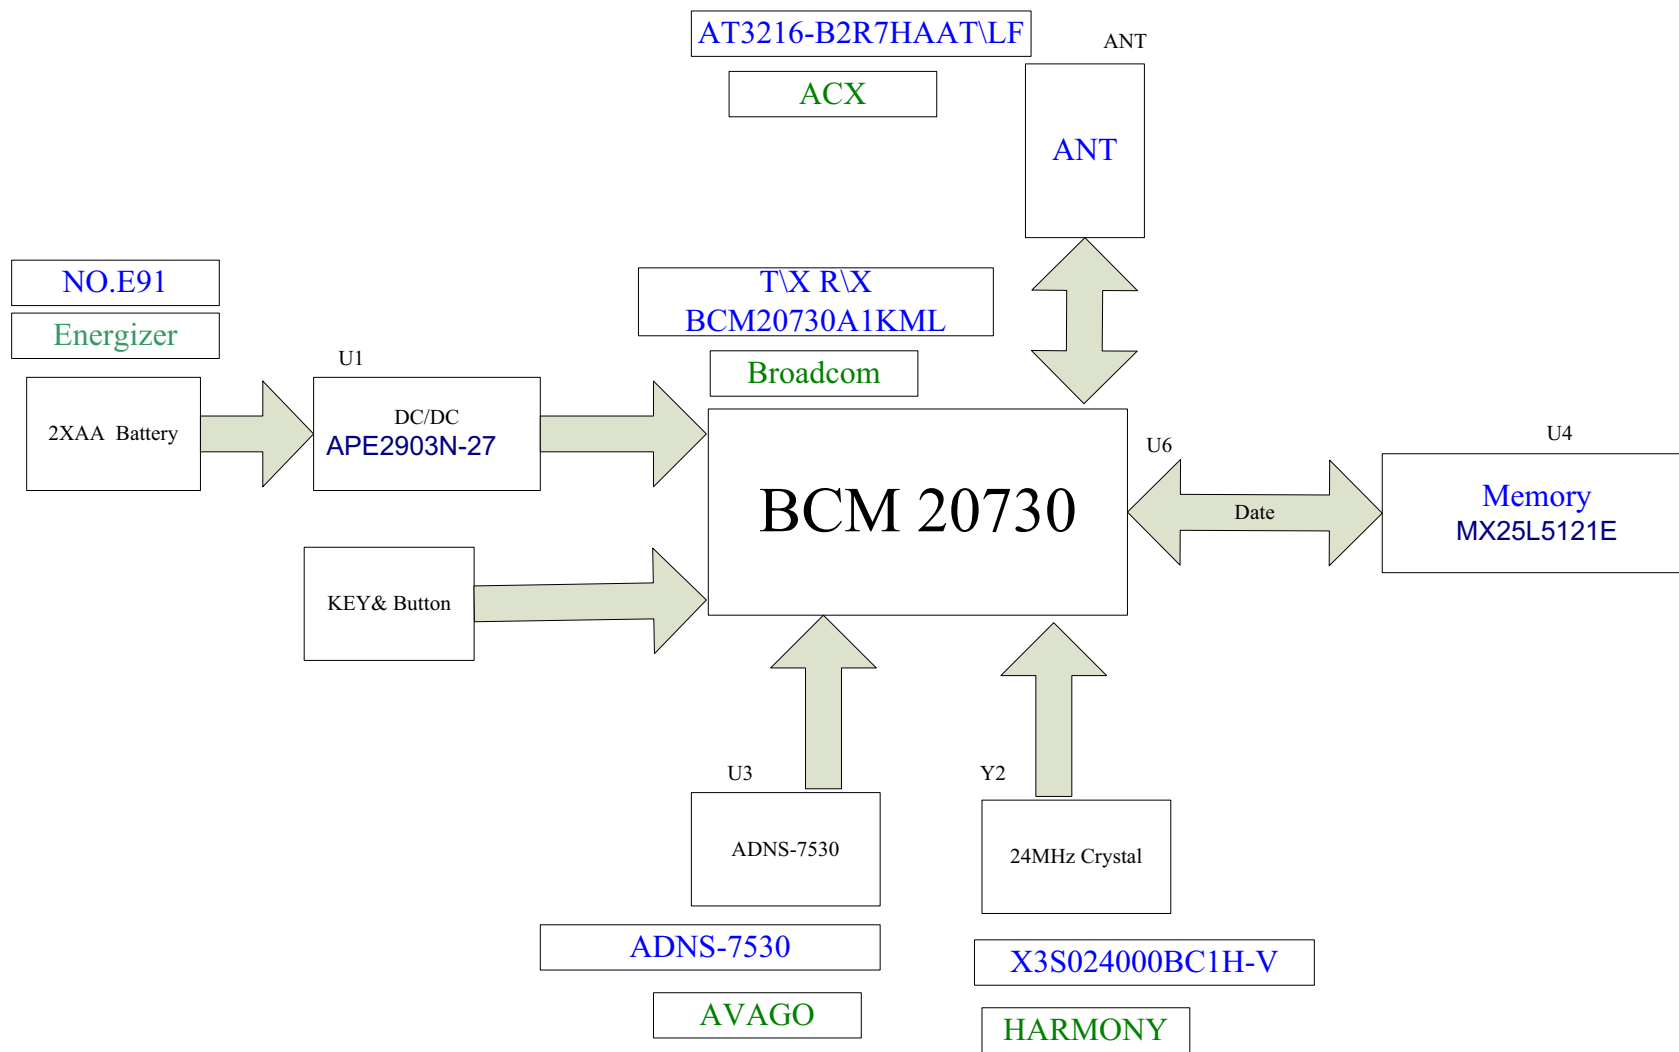 AT3216-B2R7HAAT\LF
ANT
ACX
ANT
NO.E91
Energizer
T\X R\X
BCM20730A1KML
Broadcom
U1
2XAA  Battery
DC/DC
APE2903N-27
BCM 20730
U6
Date
U4
Memory
MX25L5121E
KEY& Button
U3
ADNS-7530
Y2
24MHz Crystal
ADNS-7530
AVAGO
X3S024000BC1H-V
HARMONY